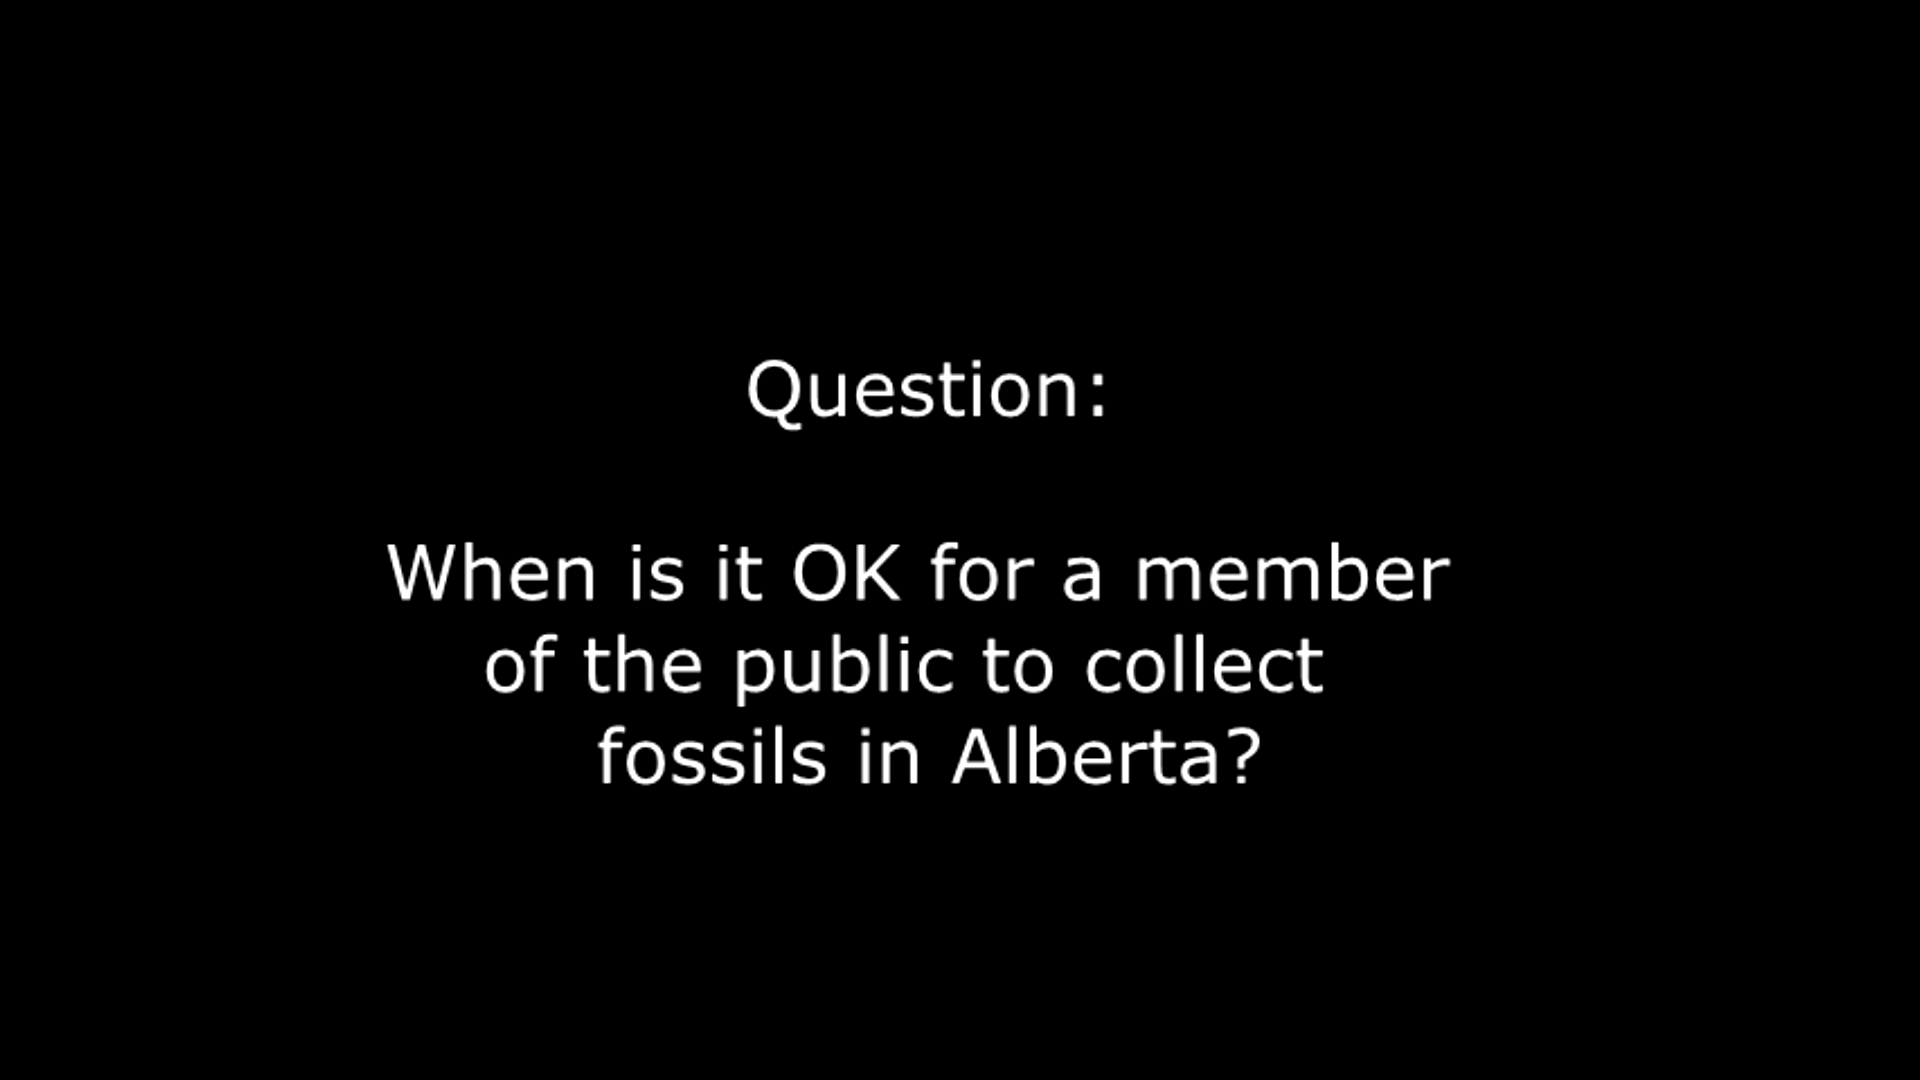 Question:
When is it OK for a member
of the public to collect
fossils in Alberta?